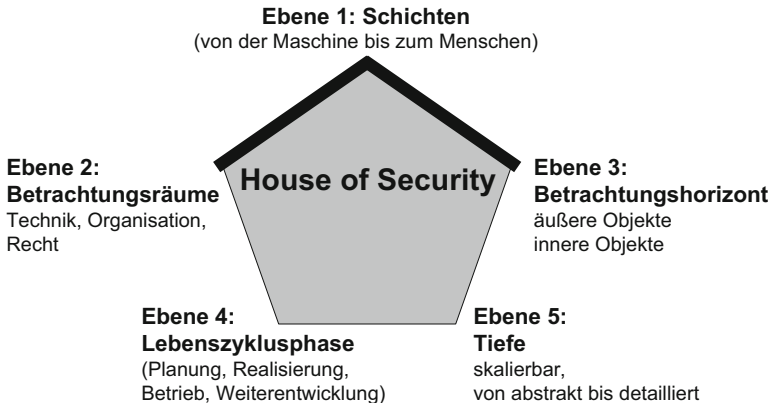 Ebene 1: Schichten
(von der Maschine bis zum Menschen)
House of Security
Ebene 2:
Betrachtungsräume
Technik, Organisation,
Recht
Ebene 3:
Betrachtungshorizont
äußere Objekte
innere Objekte
Ebene 4:
Lebenszyklusphase
(Planung, Realisierung,
Betrieb, Weiterentwicklung)
Ebene 5:
Tiefe
skalierbar,
von abstrakt bis detailliert